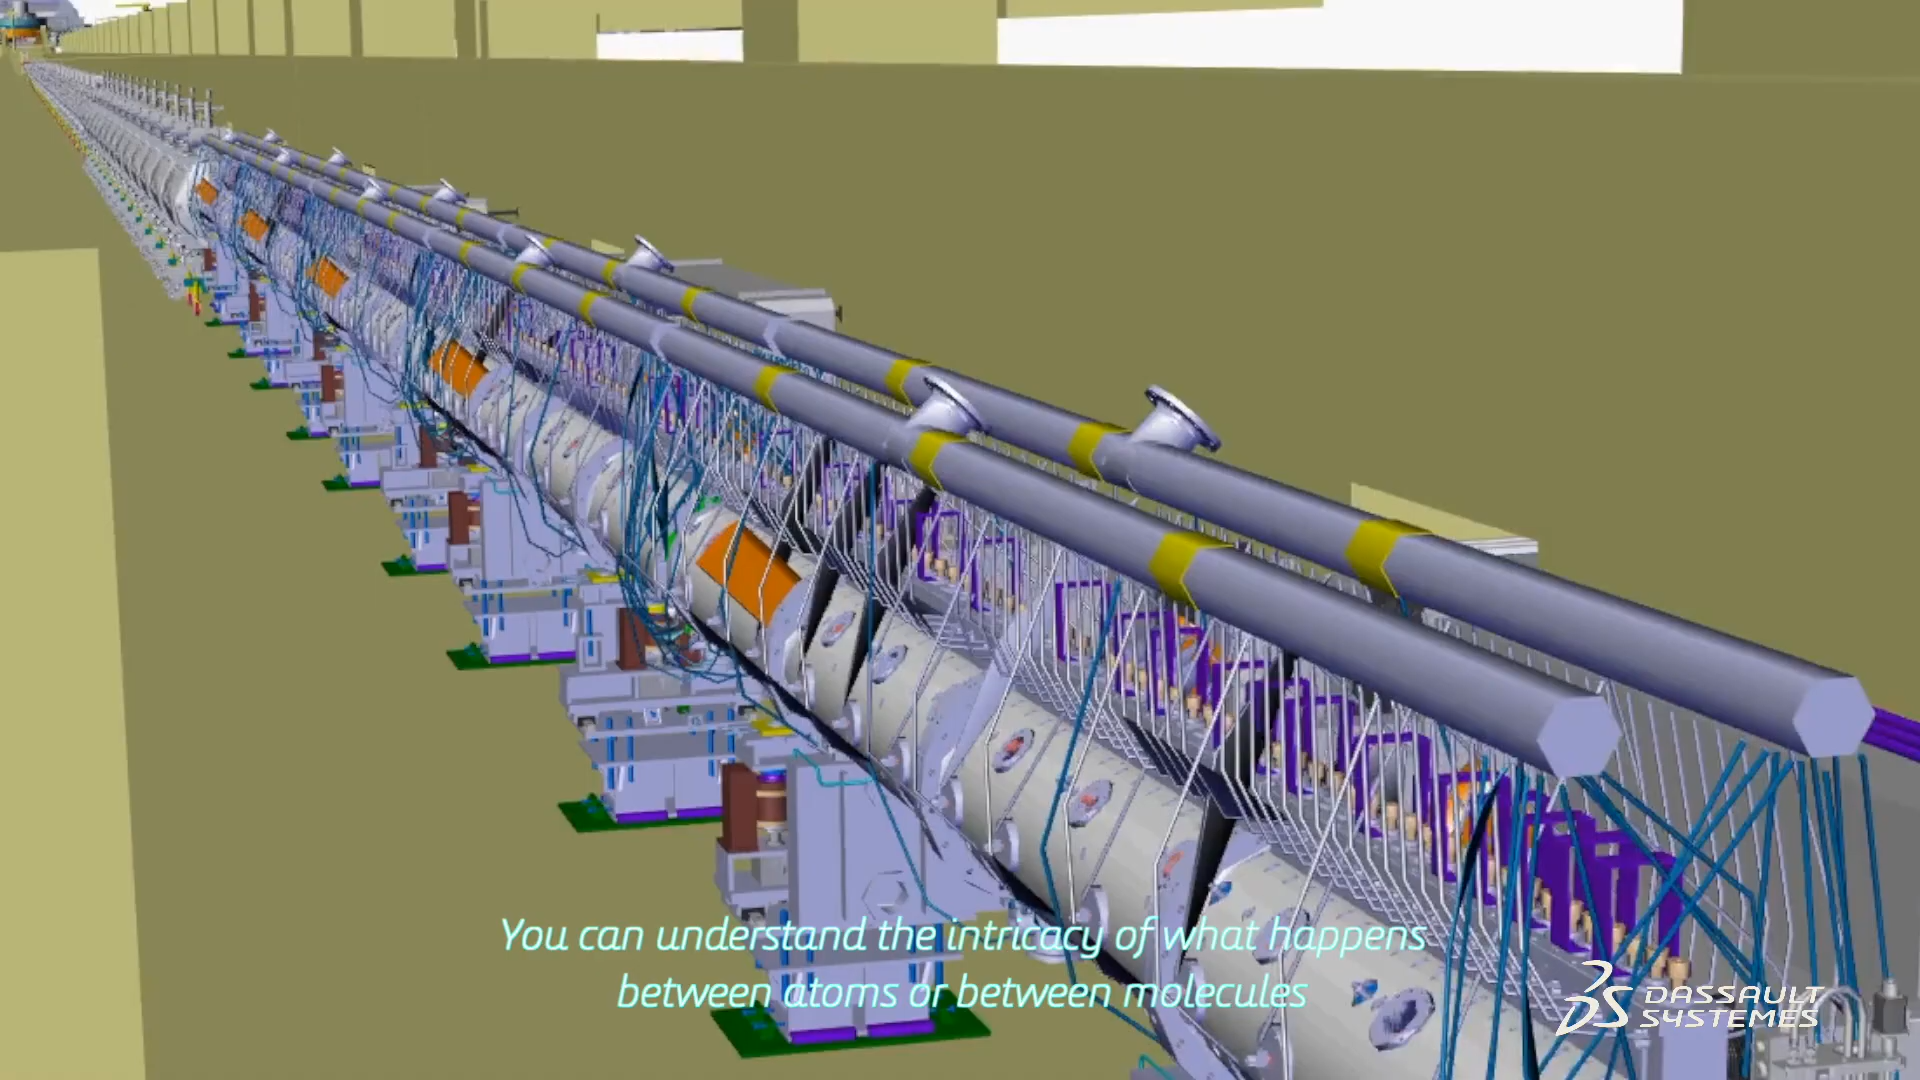 You can understand the intricacy of what happens
between atoms or between molecules
DASSAULT
SYSTEMES